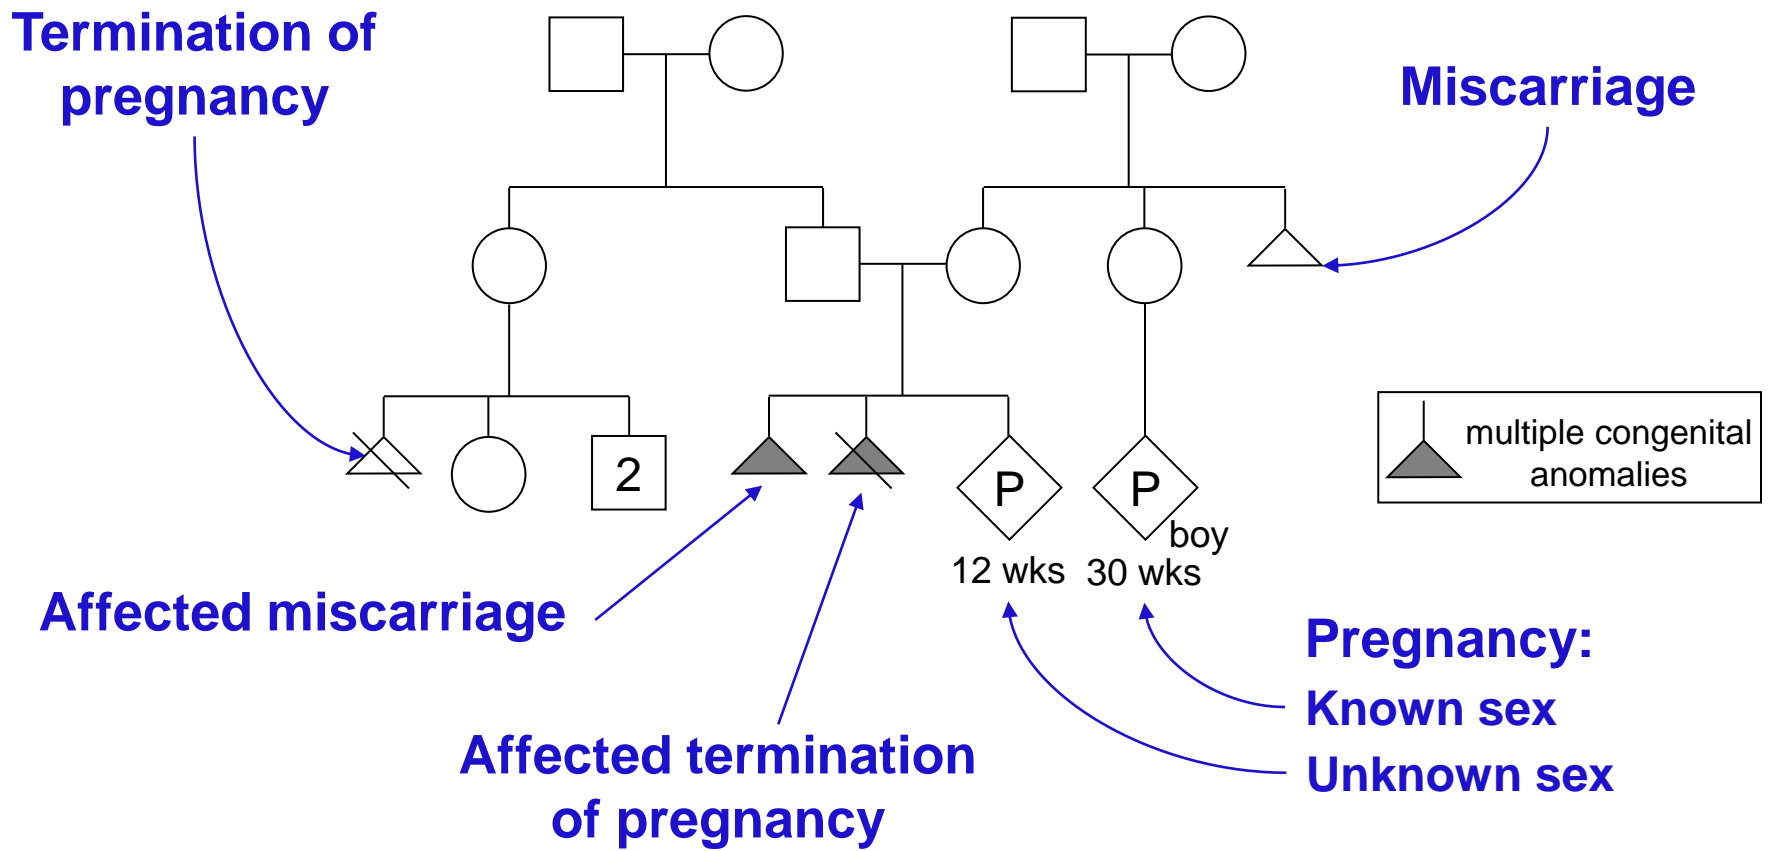 Termination of
pregnancy
Miscarriage
2
P
P
boy
12 wks
30 wks
multiple congenital
anomalies
Affected miscarriage
Affected termination
of pregnancy
Pregnancy:
Known sex
Unknown sex